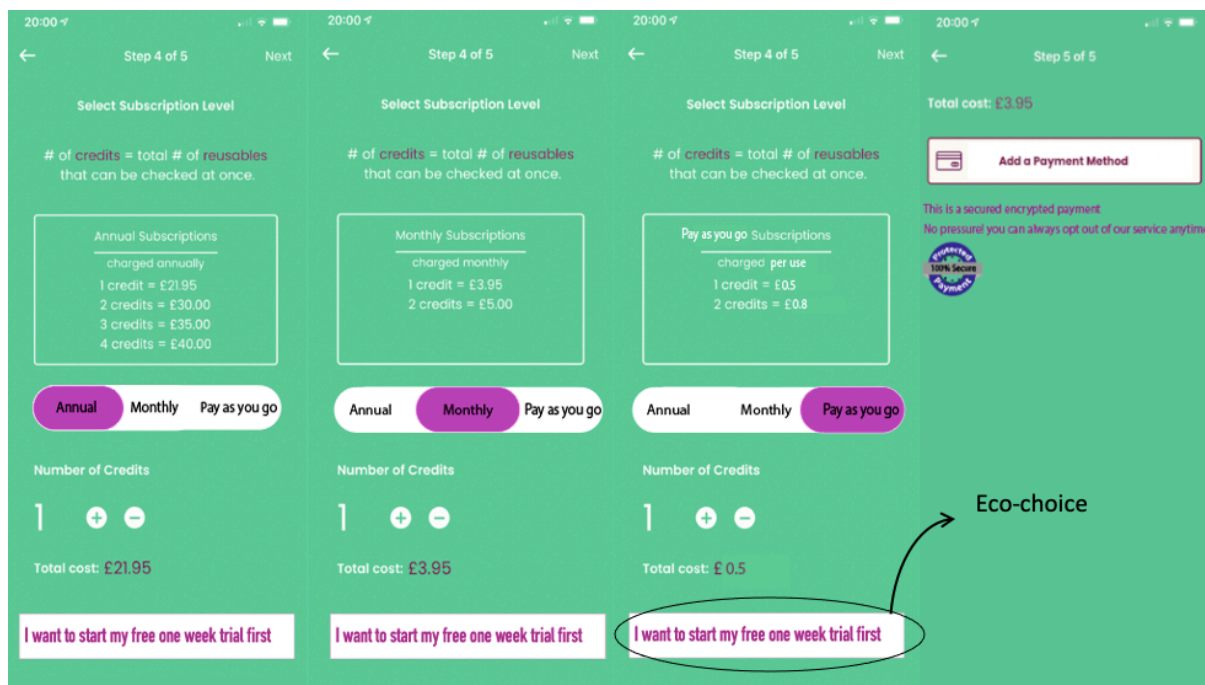 20:00
Step 4 of 5 Next
Select Subscription Level
# of credits = total # of reusables
that can be checked at once.
Annual Subscriptions
charged annually
1 credit = £21.95
2 credits = £30.00
3 credits = £35.00
4 credits = £40.00
Annual Monthly Pay as you go
Number of Credits
1 + −
Total cost: £21.95
I want to start my free one week trial first
20:00
Step 4 of 5 Next
Select Subscription Level
# of credits = total # of reusables
that can be checked at once.
Monthly Subscriptions
charged monthly
1 credit = £3.95
2 credits = £5.00
Annual Monthly Pay as you go
Number of Credits
1 + −
Total cost: £3.95
I want to start my free one week trial first
20:00
Step 4 of 5 Next
Select Subscription Level
# of credits = total # of reusables
that can be checked at once.
Pay as you go Subscriptions
charged per use
1 credit = £0.5
2 credits = £0.8
Annual Monthly Pay as you go
Number of Credits
1 + −
Total cost: £ 0.5
I want to start my free one week trial first
20:00
Step 5 of 5
Total cost: £3.95
Add a Payment Method
This is a secured encrypted payment
No pressure! you can always opt out of our service anytime
Protected
100% Secure
Payment
Eco-choice